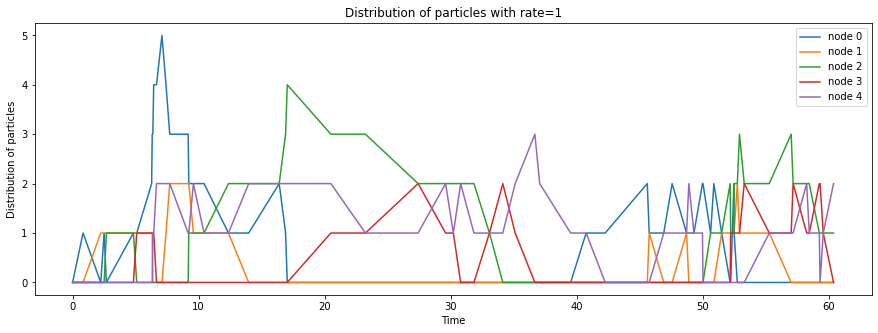 Distribution of particles with rate=1
Distribution of particles
5
4
3
2
1
0
0
10
20
30
40
50
60
Time
node 0
node 1
node 2
node 3
node 4